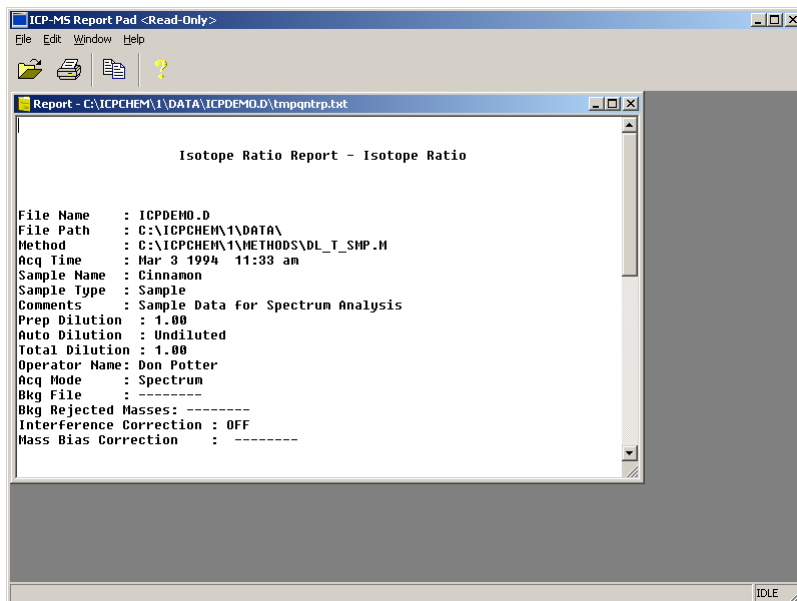 ICP-MS Report Pad <Read-Only>
File Edit Window Help
Report - C:\ICPCHEM\1\DATA\ICPDEMO.D\tmpqntrp.txt
Isotope Ratio Report - Isotope Ratio
File Name : ICPDEMO.D
File Path : C:\ICPCHEM\1\DATA\
Method : C:\ICPCHEM\1\METHODS\DL_T_SMP.M
Acq Time : Mar 3 1994 11:33 am
Sample Name : Cinnamon
Sample Type : Sample
Comments : Sample Data for Spectrum Analysis
Prep Dilution : 1.00
Auto Dilution : Undiluted
Total Dilution : 1.00
Operator Name: Don Potter
Acq Mode : Spectrum
Bkg File : --------
Bkg Rejected Masses: --------
Interference Correction : OFF
Mass Bias Correction : --------
IDLE